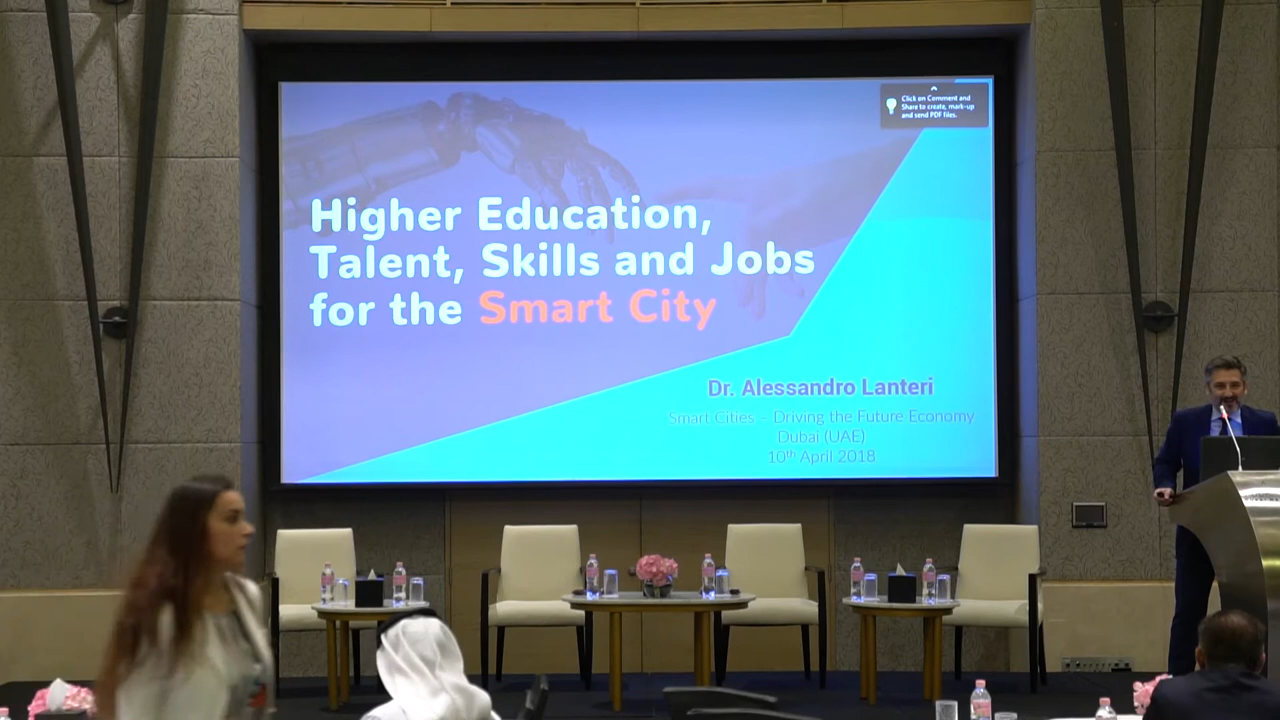 Click on Comment and
Share to create, mark-up
and send PDF files.
Higher Education,
Talent, Skills and Jobs
for the Smart City
Dr. Alessandro Lanteri
Smart Cities - Driving the Future Economy
Dubai (UAE)
10th April 2018